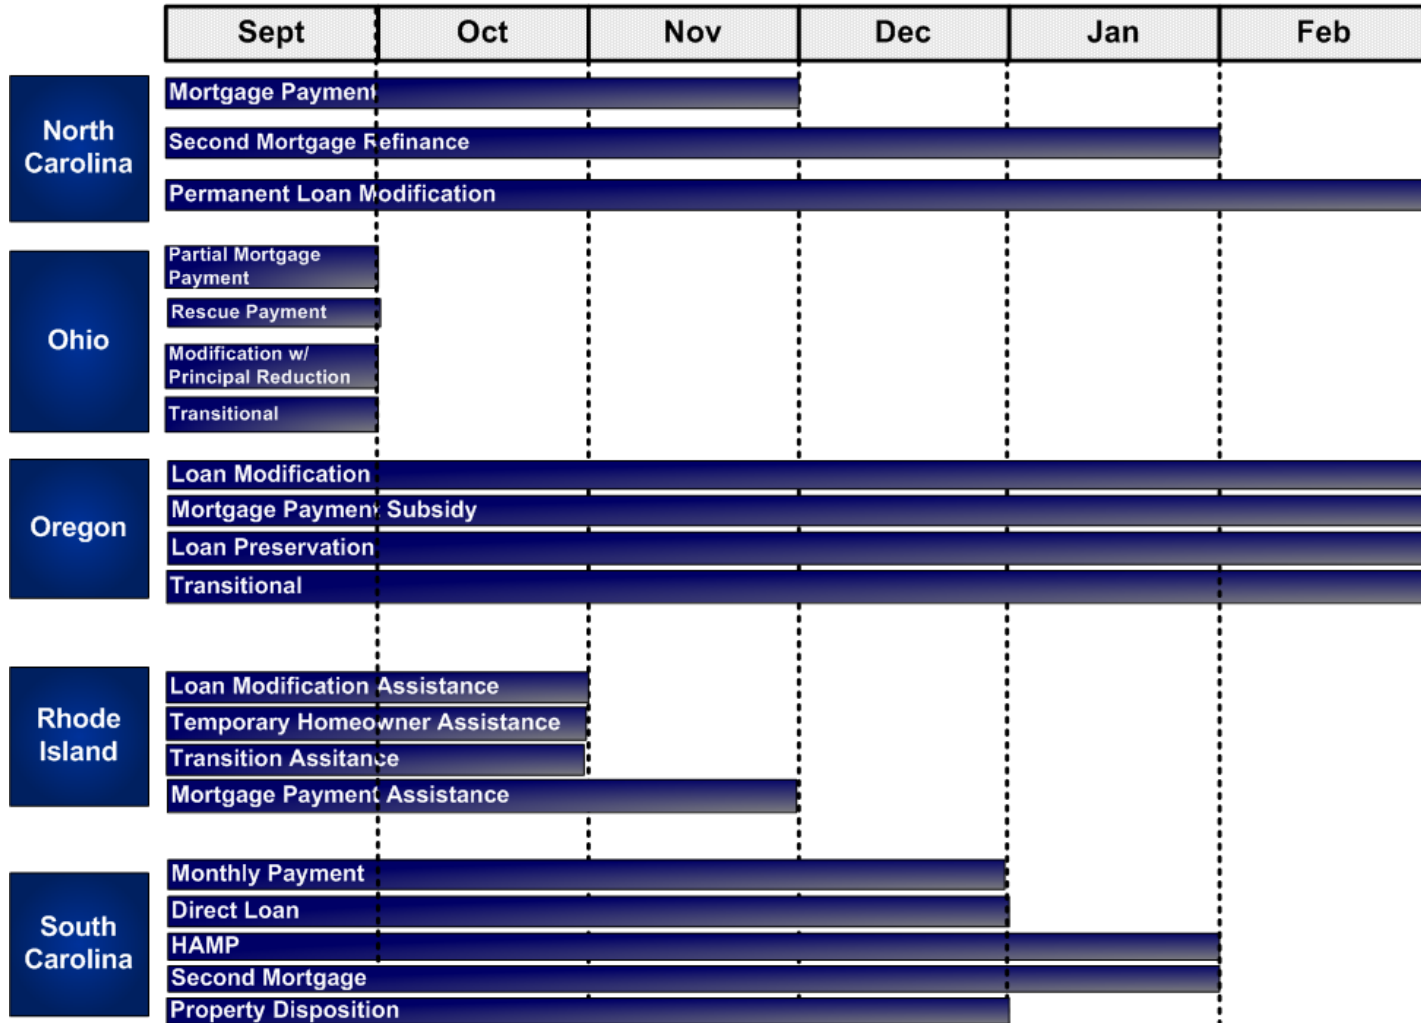 Sept Oct Nov Dec Jan Feb
North
Carolina
Mortgage Payment
Second Mortgage Refinance
Permanent Loan Modification
Ohio
Partial Mortgage
Payment
Rescue Payment
Modification w/
Principal Reduction
Transitional
Oregon
Loan Modification
Mortgage Payment Subsidy
Loan Preservation
Transitional
Rhode
Island
Loan Modification Assistance
Temporary Homeowner Assistance
Transition Assitance
Mortgage Payment Assistance
South
Carolina
Monthly Payment
Direct Loan
HAMP
Second Mortgage
Property Disposition